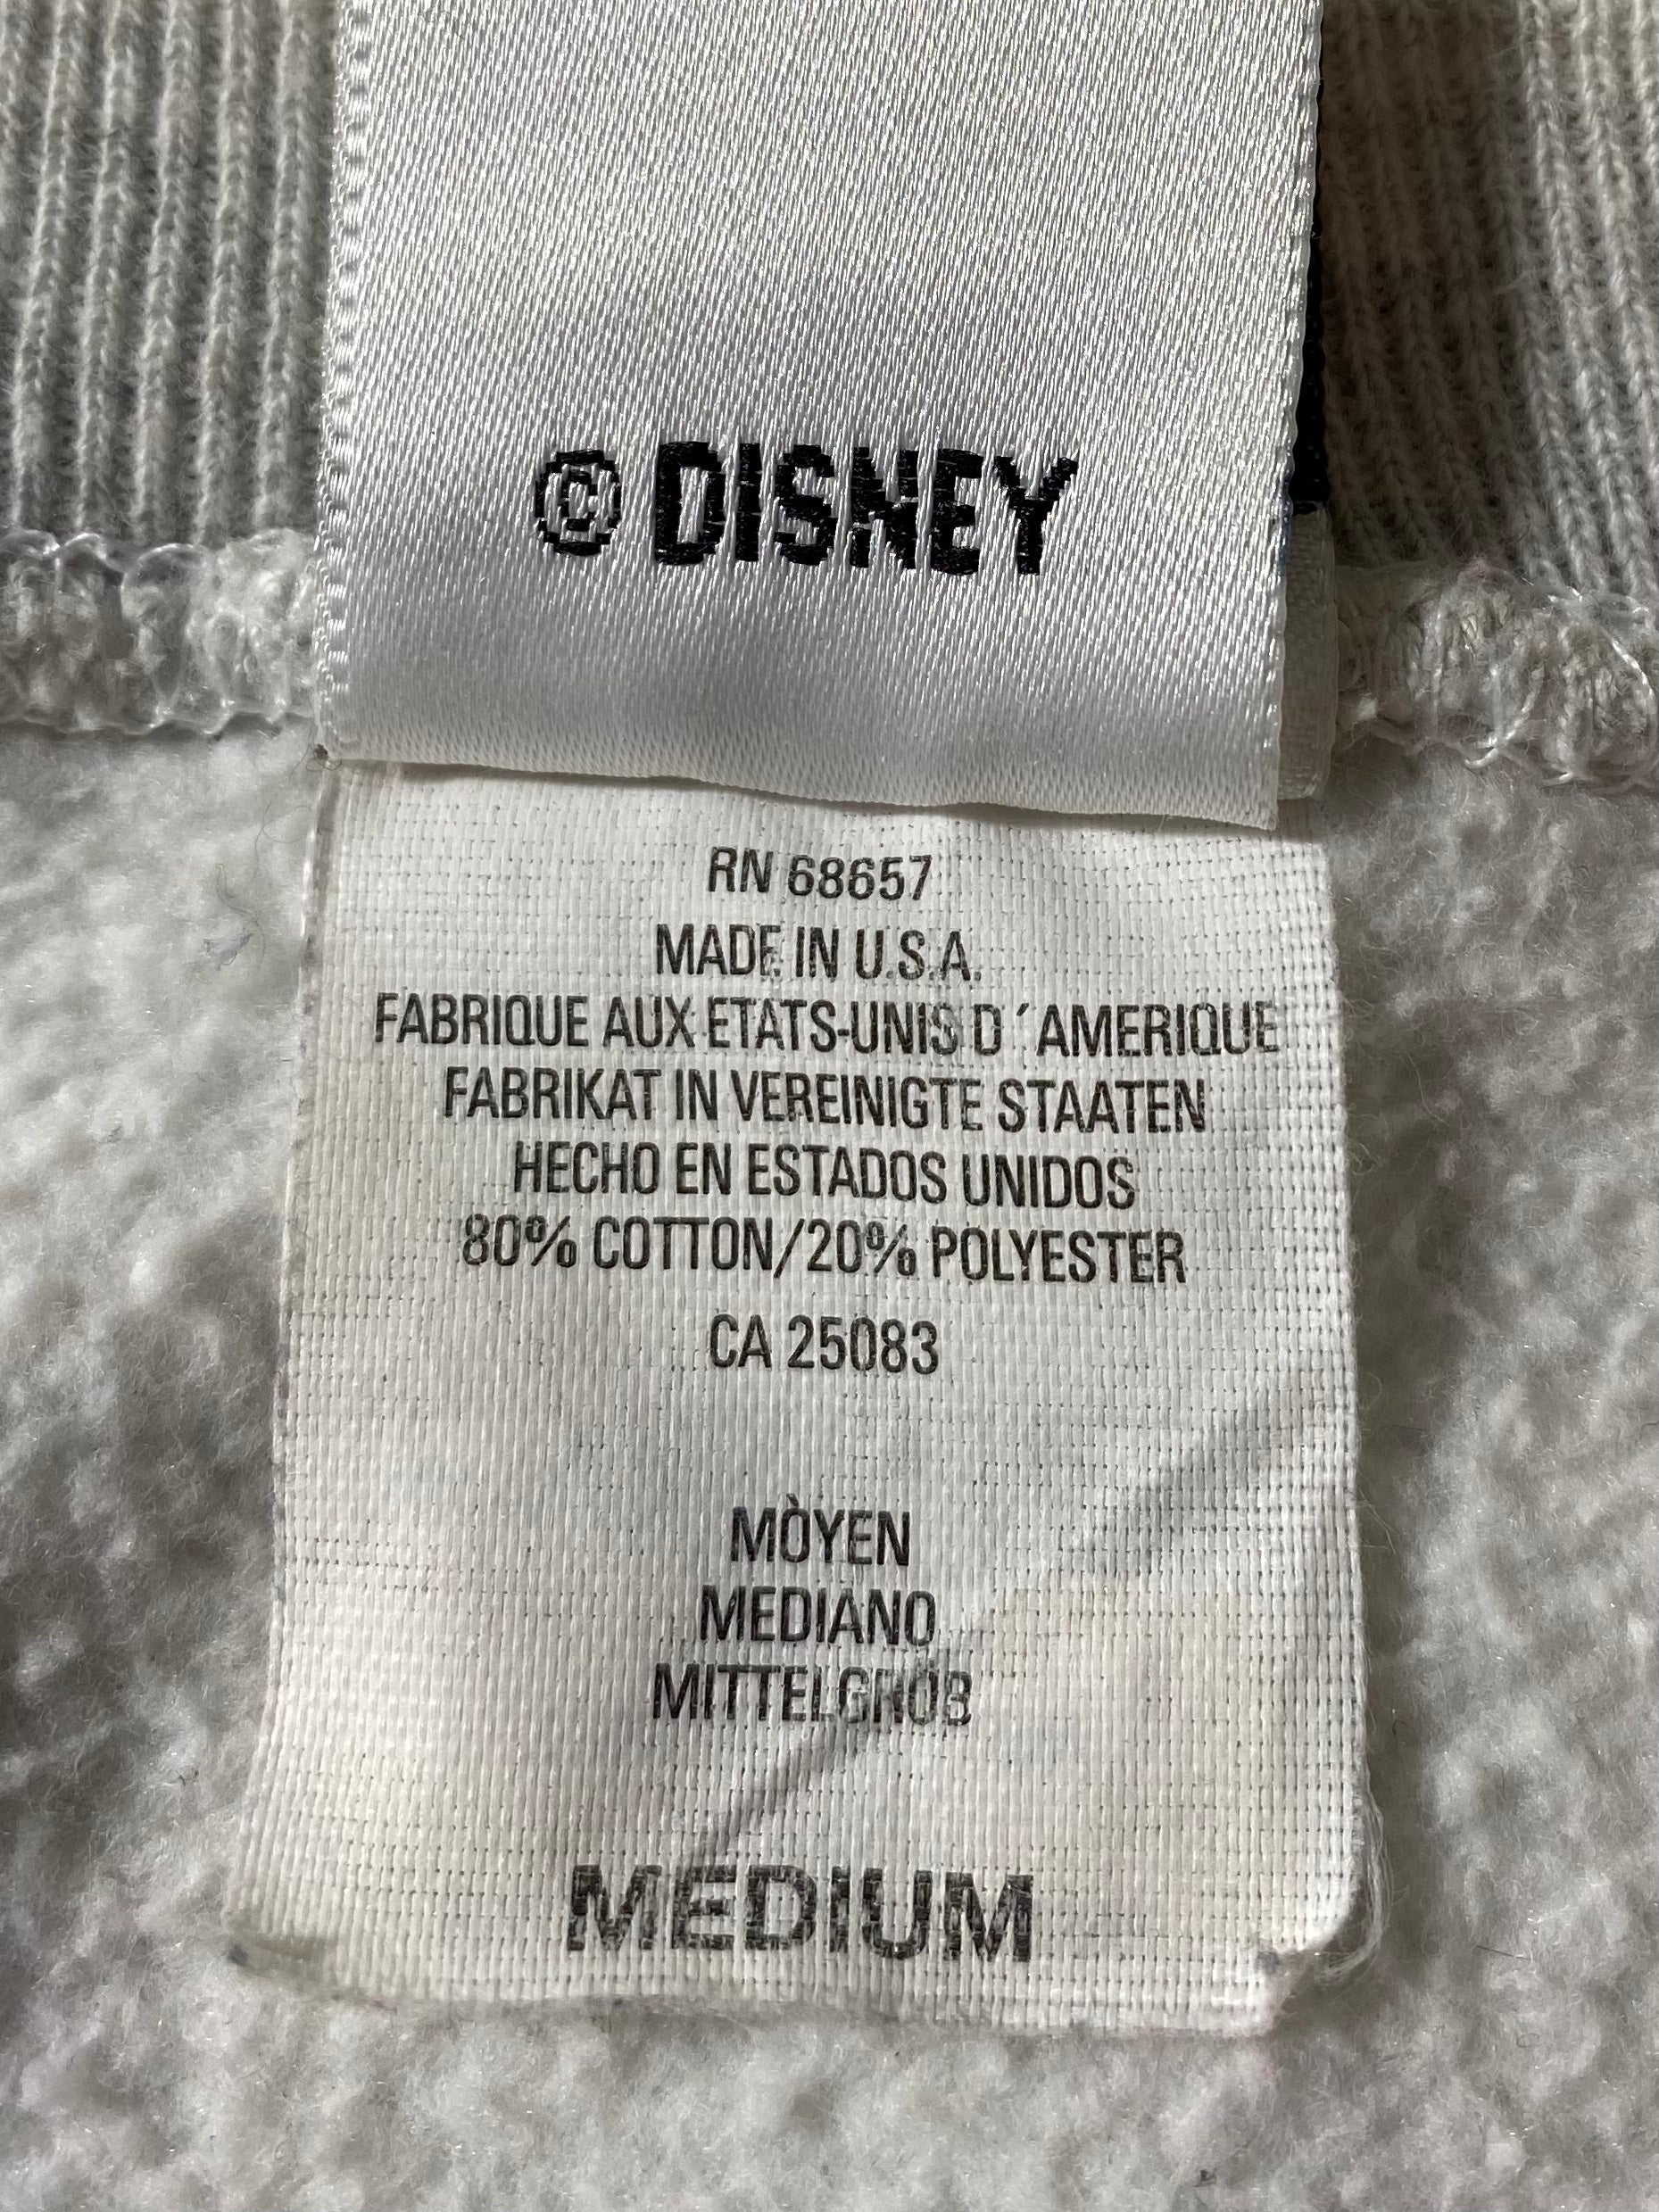 © DISNEY
RN 68657
MADE IN U.S.A.
FABRIQUE AUX ETATS-UNIS D´AMERIQUE
FABRIKAT IN VEREINIGTE STAATEN
HECHO EN ESTADOS UNIDOS
80% COTTON/20% POLYESTER
CA 25083
MÒYEN
MEDIANO
MITTELGRÖB
MEDIUM